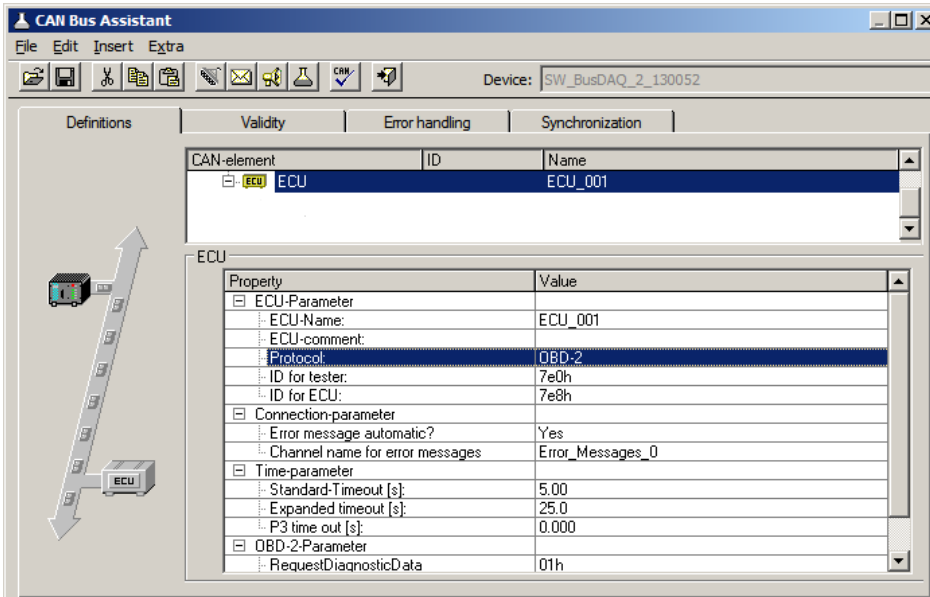 CAN Bus Assistant
File Edit Insert Extra
CAN Device: SW_BusDAQ_2_130052
Definitions Validity Error handling Synchronization
CAN-element ID Name
ECU ECU ECU_001
ECU
Property Value
ECU-Parameter
ECU-Name: ECU_001
ECU-comment:
Protocol: OBD-2
ID for tester: 7e0h
ID for ECU: 7e8h
Connection-parameter
Error message automatic? Yes
Channel name for error messages Error_Messages_0
Time-parameter
Standard-Timeout [s]: 5.00
ECU
Expanded timeout [s]: 25.0
P3 time out [s]: 0.000
OBD-2-Parameter
RequestDiagnosticData 01h